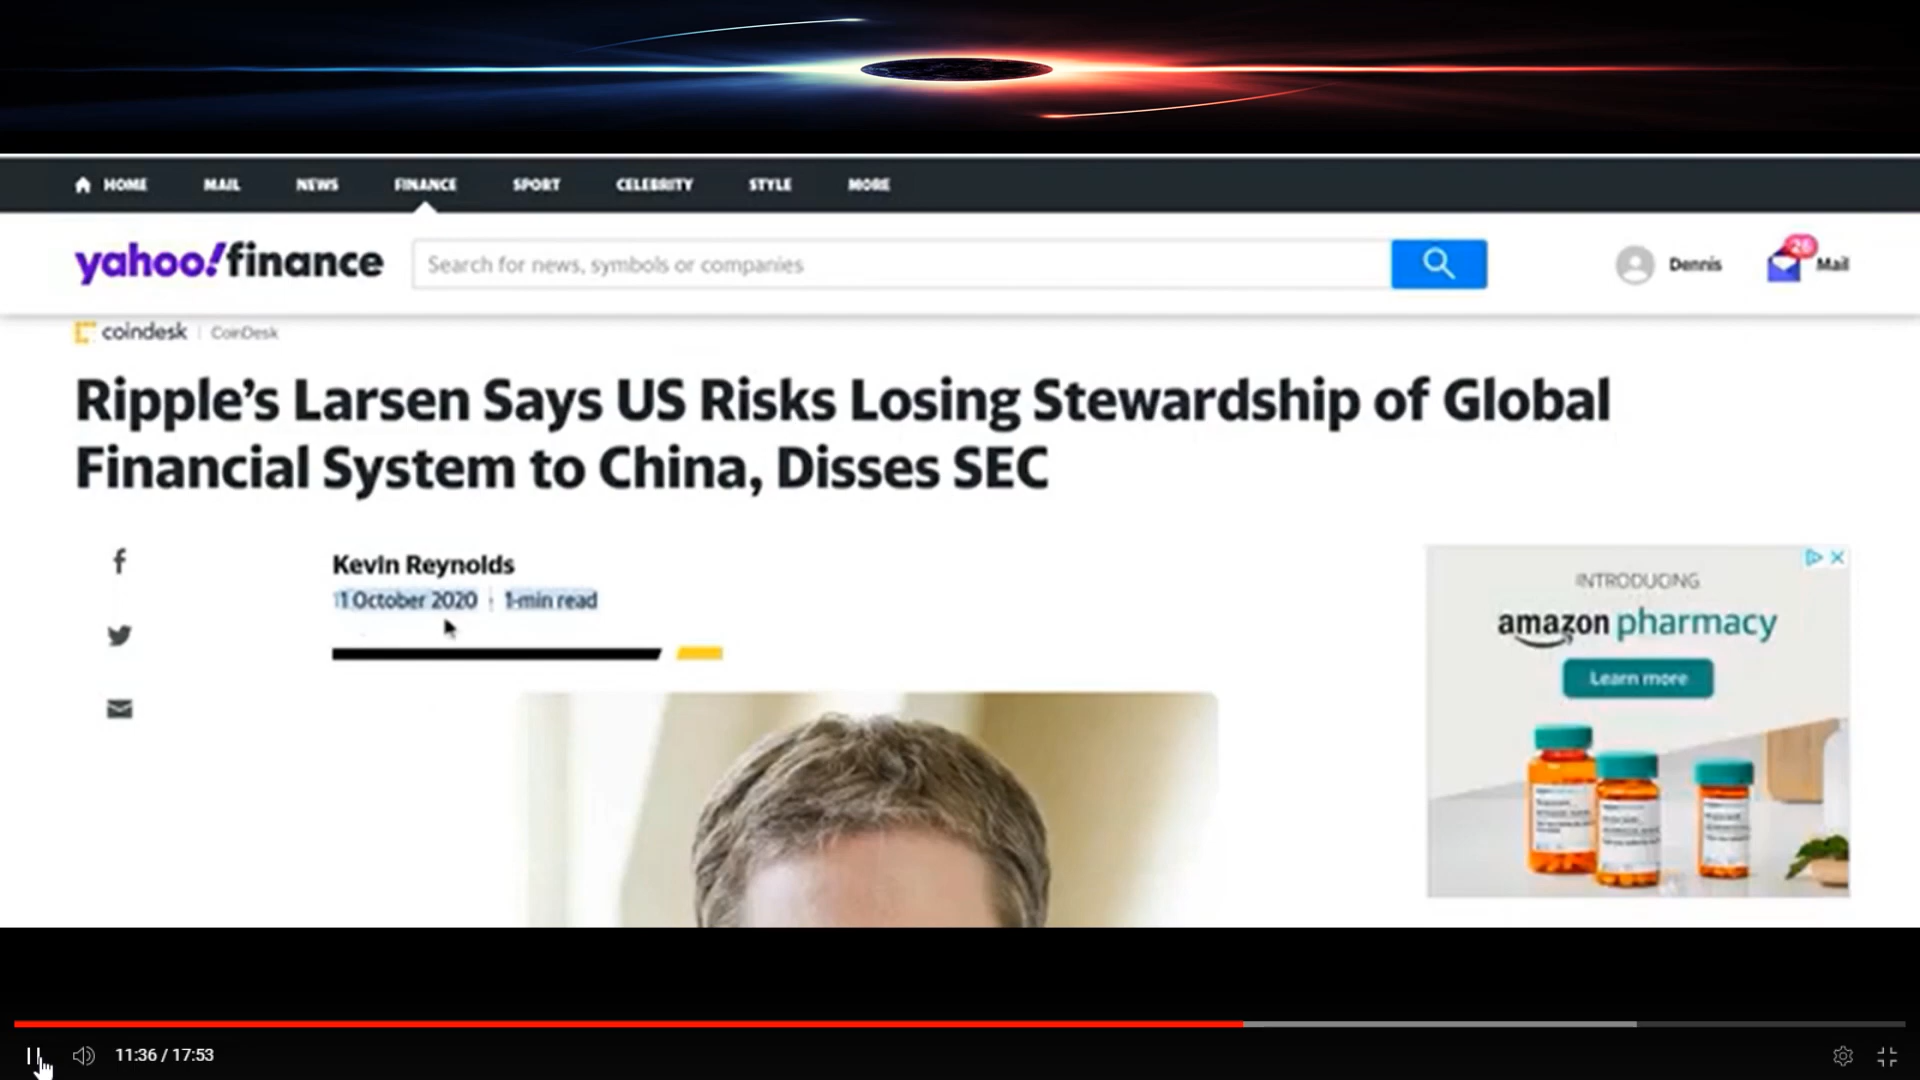 HOME MAIL NEWS FINANCE SPORT CELEBRITY STYLE MORE
yahoo!finance Search for news, symbols or companies Dennis 26 Mail
coindesk | CoinDesk
Ripple's Larsen Says US Risks Losing Stewardship of Global
Financial System to China, Disses SEC
Kevin Reynolds
11 October 2020 1-min read
INTRODUCING
amazon pharmacy
Learn more
11:36 / 17:53